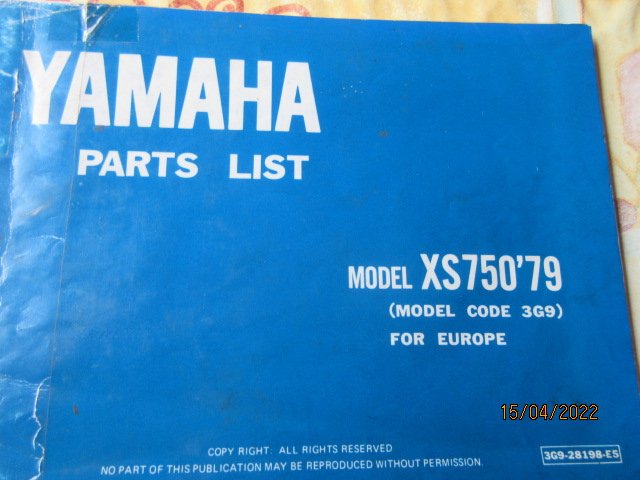 YAMAHA
PARTS LIST
MODEL XS750'79
(MODEL CODE 3G9)
FOR EUROPE
15/04/2022
COPY RIGHT. ALL RIGHTS RESERVED
NO PART OF THIS PUBLICATION MAY BE REPRODUCED WITHOUT PERMISSION.
3G9-28198-E5